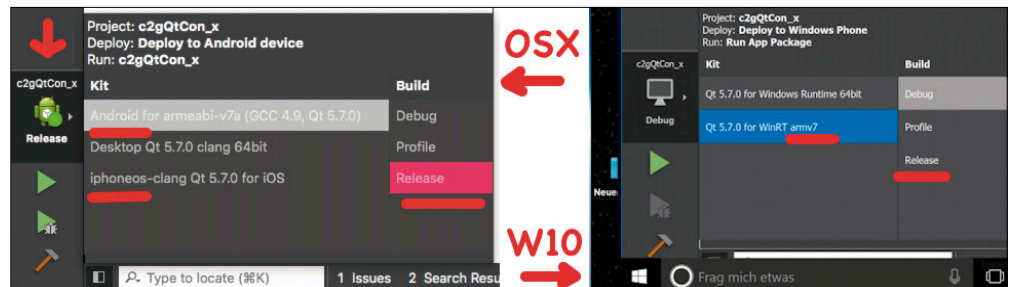 Project: c2gQtCon_x
Deploy: Deploy to Android device
Run: c2gQtCon_x
c2gQtCon_x
Kit
Build
Android for armeabi-v7a (GCC 4.9, Qt 5.7.0)
Debug
Release
Desktop Qt 5.7.0 clang 64bit
Profile
iphoneos-clang Qt 5.7.0 for iOS
Release
Type to locate (⌘K)
1 Issues
2 Search Resu
OSX
W10
Project: c2gQtCon_x
Deploy: Deploy to Windows Phone
Run: Run App Package
c2gQtCon_x
Kit
Build
Qt 5.7.0 for Windows Runtime 64bit
Debug
Debug
Qt 5.7.0 for WinRT armv7
Profile
Release
Neue
Frag mich etwas